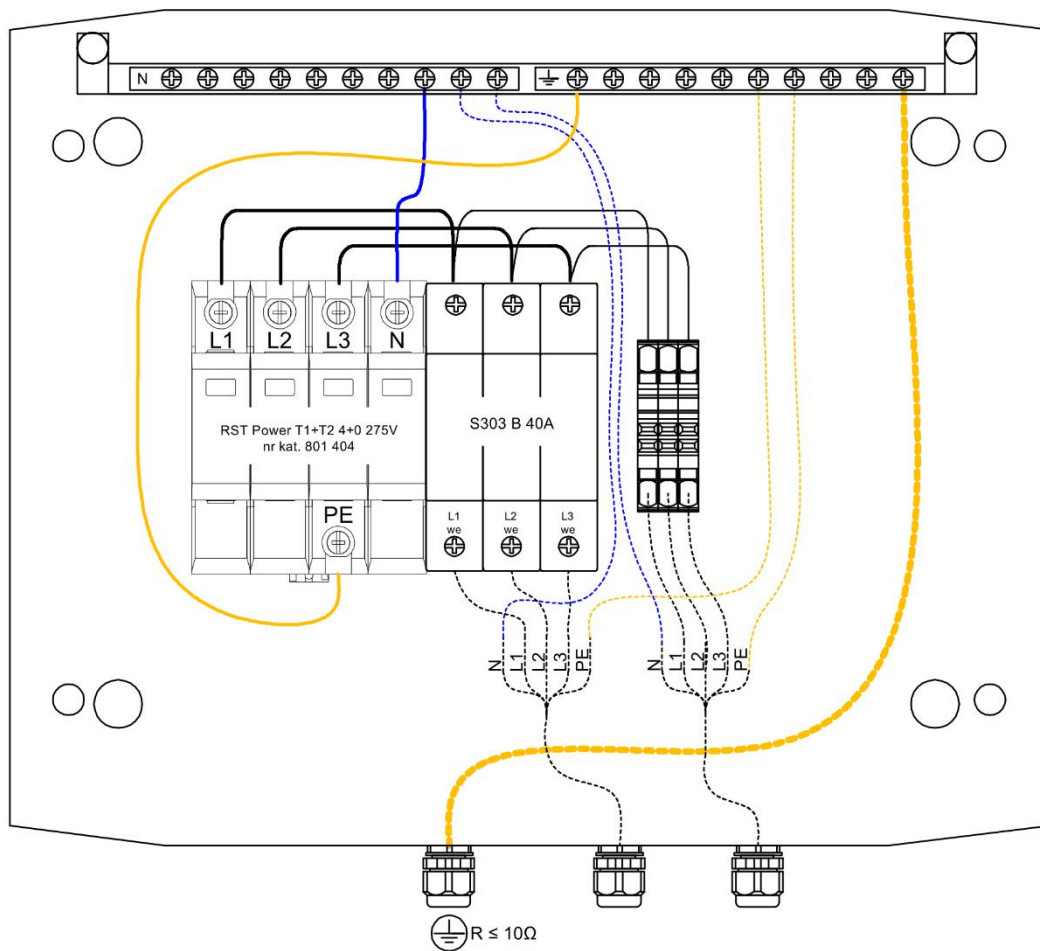 N
L1 L2 L3 N
RST Power T1+T2 4+0 275V
nr kat. 801 404
S303 B 40A
PE
L1 we
L2 we
L3 we
N L1 L2 L3 PE
N L1 L2 L3 PE
R ≤ 10Ω